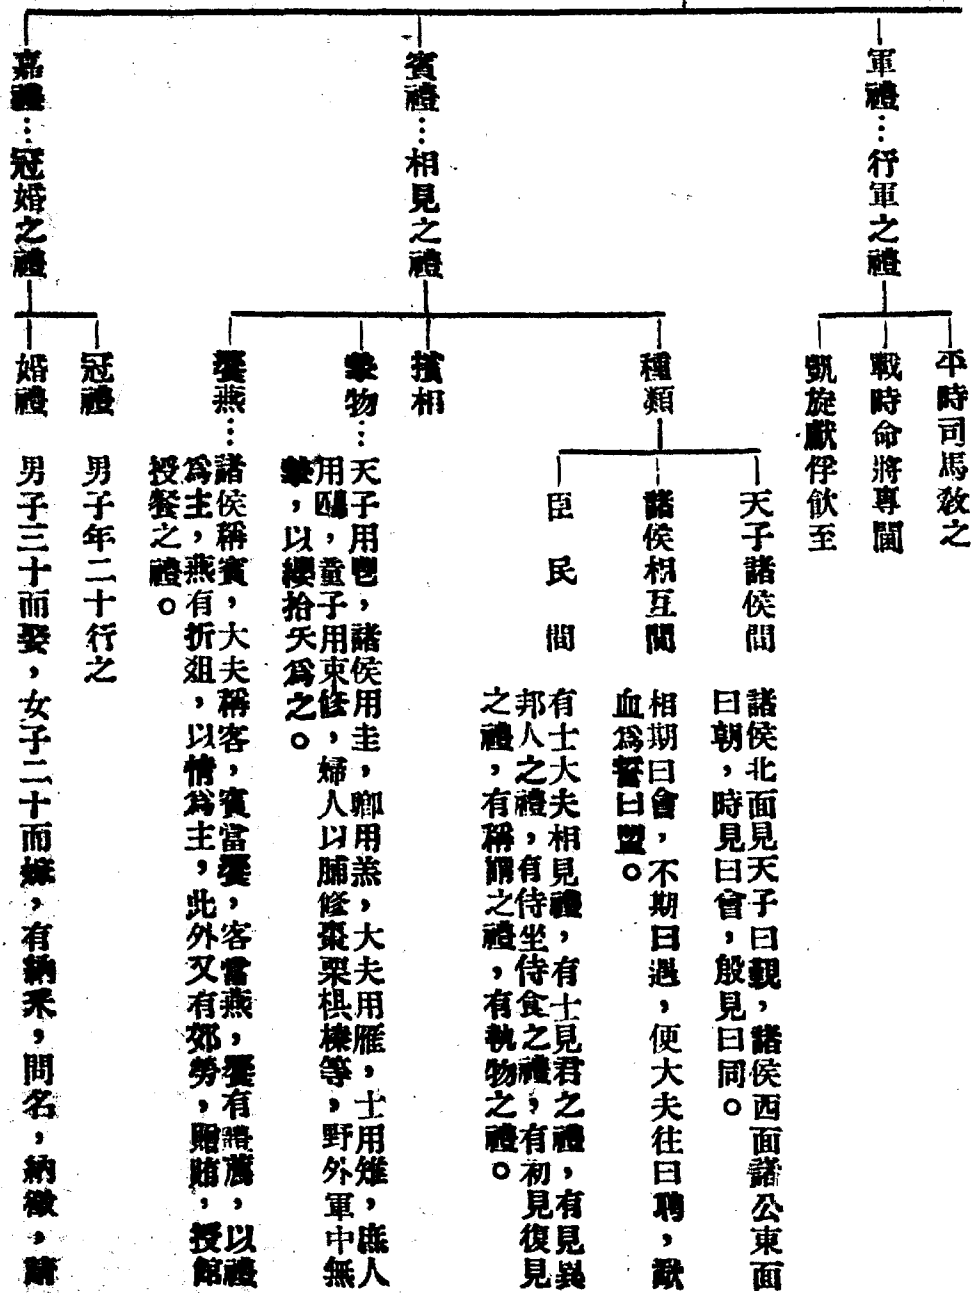 軍禮…行軍之禮
平時司馬教之
戰時命將專閫
凱旋獻俘飲至
賓禮…相見之禮
種類
天子諸侯間
諸侯北面見天子曰覲,諸侯西面諸公東面
曰朝,時見曰會,殷見曰同。
諸侯相互間
相期曰會,不期曰遇,使大夫往曰聘,歃
血為誓曰盟。
臣民間
有士大夫相見禮,有士見君之禮,有見異
邦人之禮,有侍坐侍食之禮,有初見復見
之禮,有稱謂之禮,有執物之禮。
擯相
摯物…
天子用鬯,諸侯用圭,卿用羔,大夫用雁,士用雉,庶人
用鶩,童子用束修,婦人以脯修棗栗椇榛等,野外軍中無
摯,以纓拾矢為之。
饗燕…
諸侯稱賓,大夫稱客,賓當饗,客當燕,饗有體薦,以禮
為主,燕有折俎,以情為主,此外又有郊勞,贈賄,授館
授餐之禮。
嘉禮…冠婚之禮
冠禮
男子年二十行之
婚禮
男子三十而娶,女子二十而嫁,有納采,問名,納徵,請